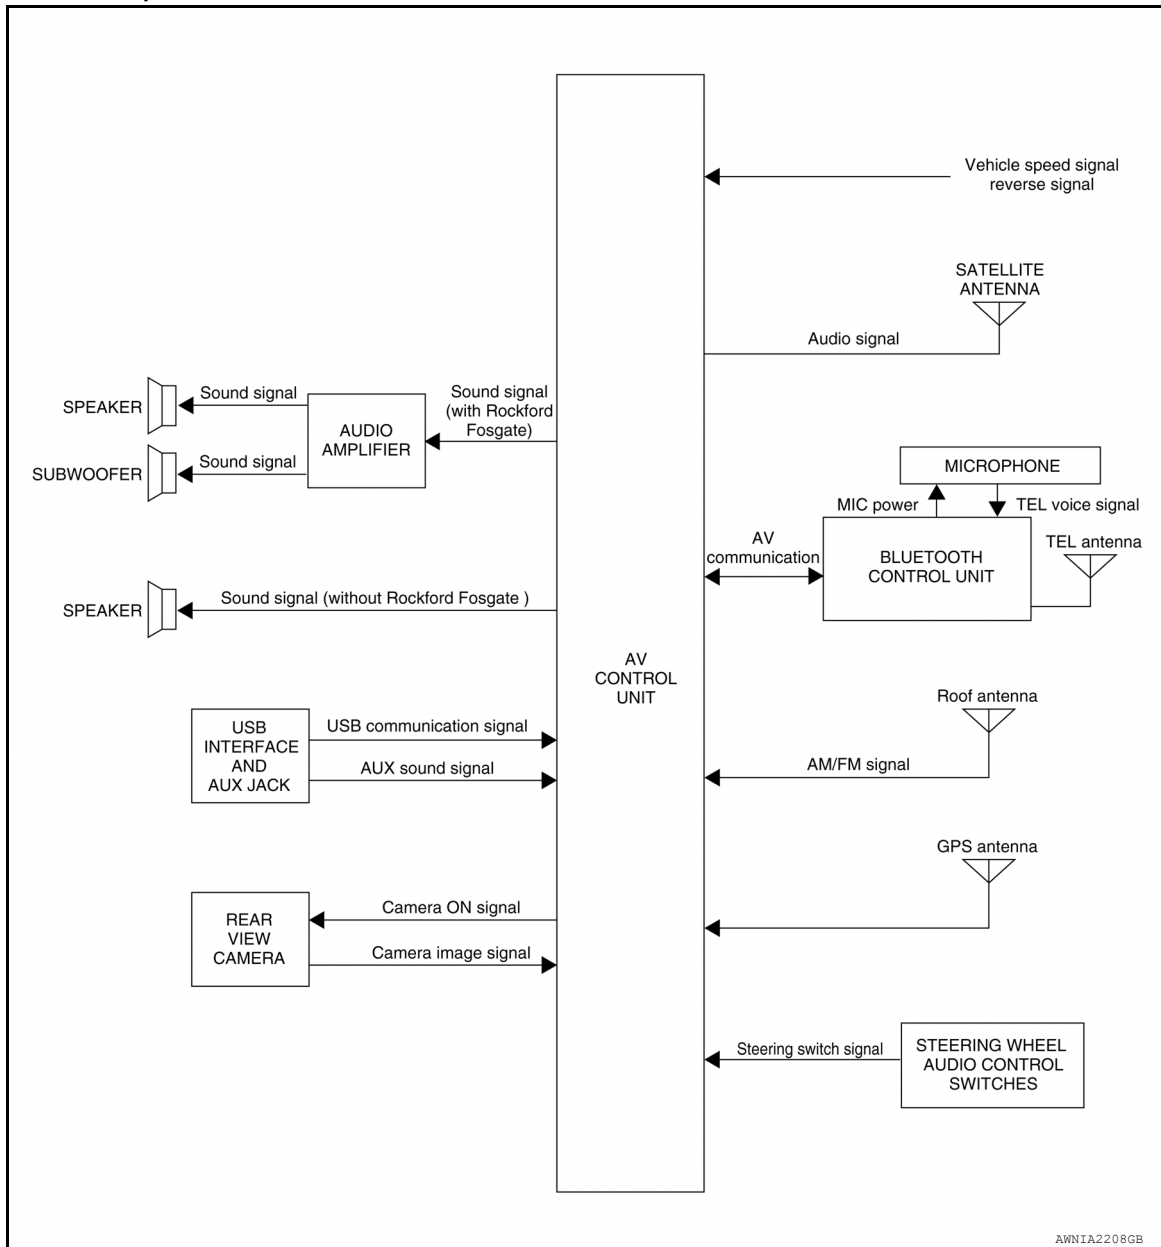 Vehicle speed signal
reverse signal
SATELLITE
ANTENNA
Audio signal
SPEAKER
Sound signal
SUBWOOFER
Sound signal
AUDIO
AMPLIFIER
Sound signal
(with Rockford
Fosgate)
MICROPHONE
MIC power
TEL voice signal
AV
communication
BLUETOOTH
CONTROL UNIT
TEL antenna
SPEAKER
Sound signal (without Rockford Fosgate )
AV
CONTROL
UNIT
USB
INTERFACE
AND
AUX JACK
USB communication signal
AUX sound signal
Roof antenna
AM/FM signal
GPS antenna
REAR
VIEW
CAMERA
Camera ON signal
Camera image signal
Steering switch signal
STEERING WHEEL
AUDIO CONTROL
SWITCHES
AWNIA2208GB